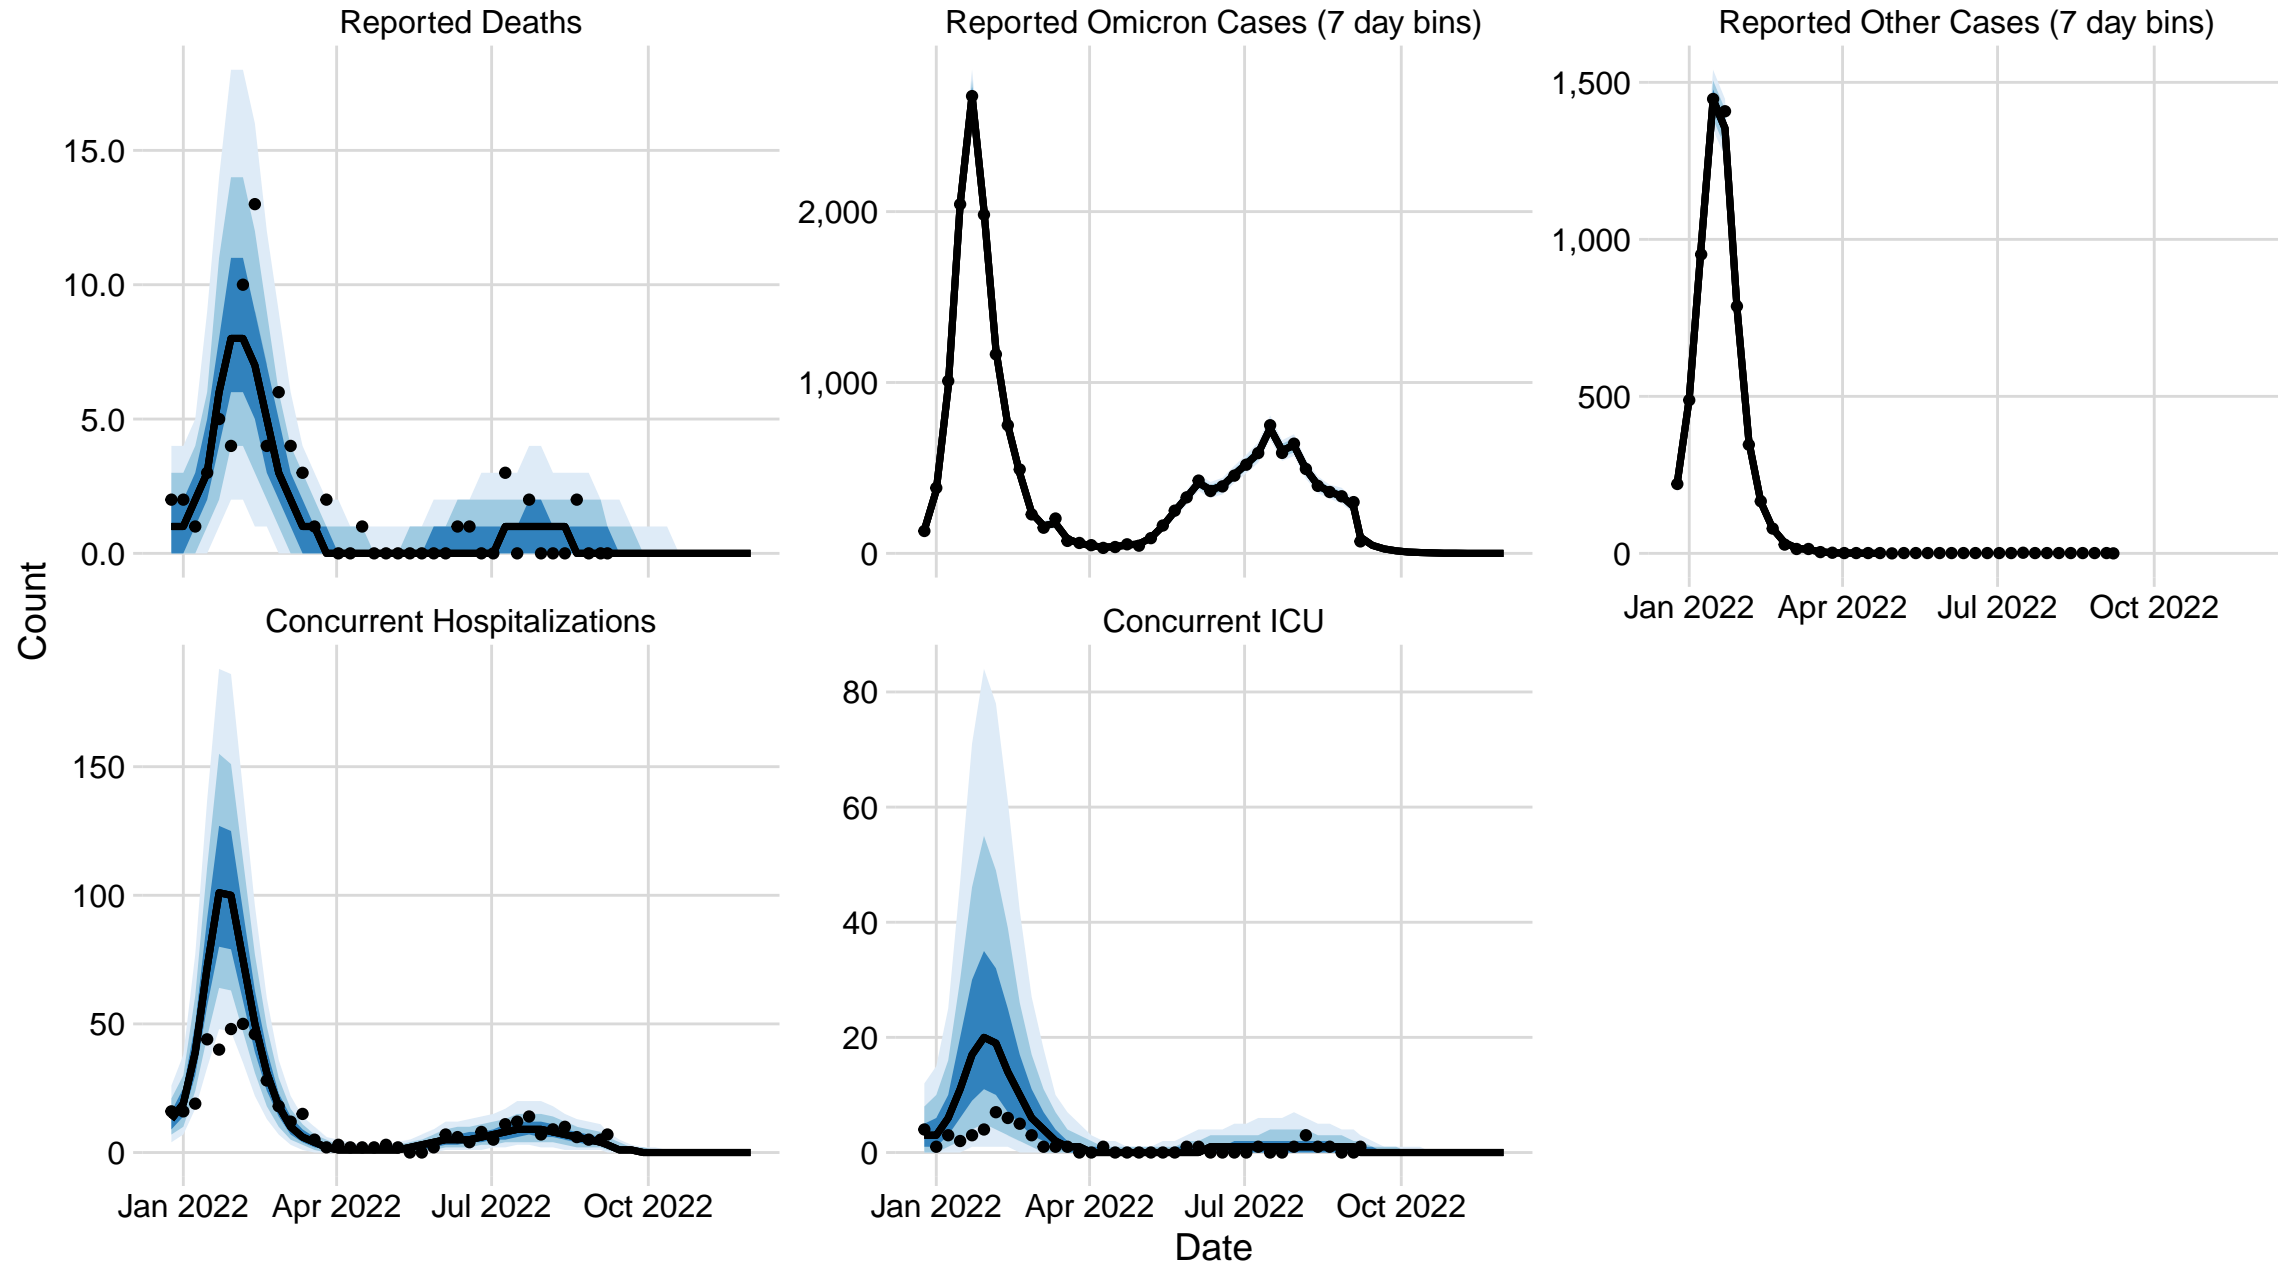 Reported Deaths
Reported Omicron Cases (7 day bins)
Reported Other Cases (7 day bins)
15.0
10.0
5.0
0.0
2,000
1,000
0
1,500
1,000
500
0
Jan 2022 Apr 2022 Jul 2022 Oct 2022
Count
Concurrent Hospitalizations
Concurrent ICU
150
100
50
0
80
60
40
20
0
Jan 2022 Apr 2022 Jul 2022 Oct 2022
Jan 2022 Apr 2022 Jul 2022 Oct 2022
Date